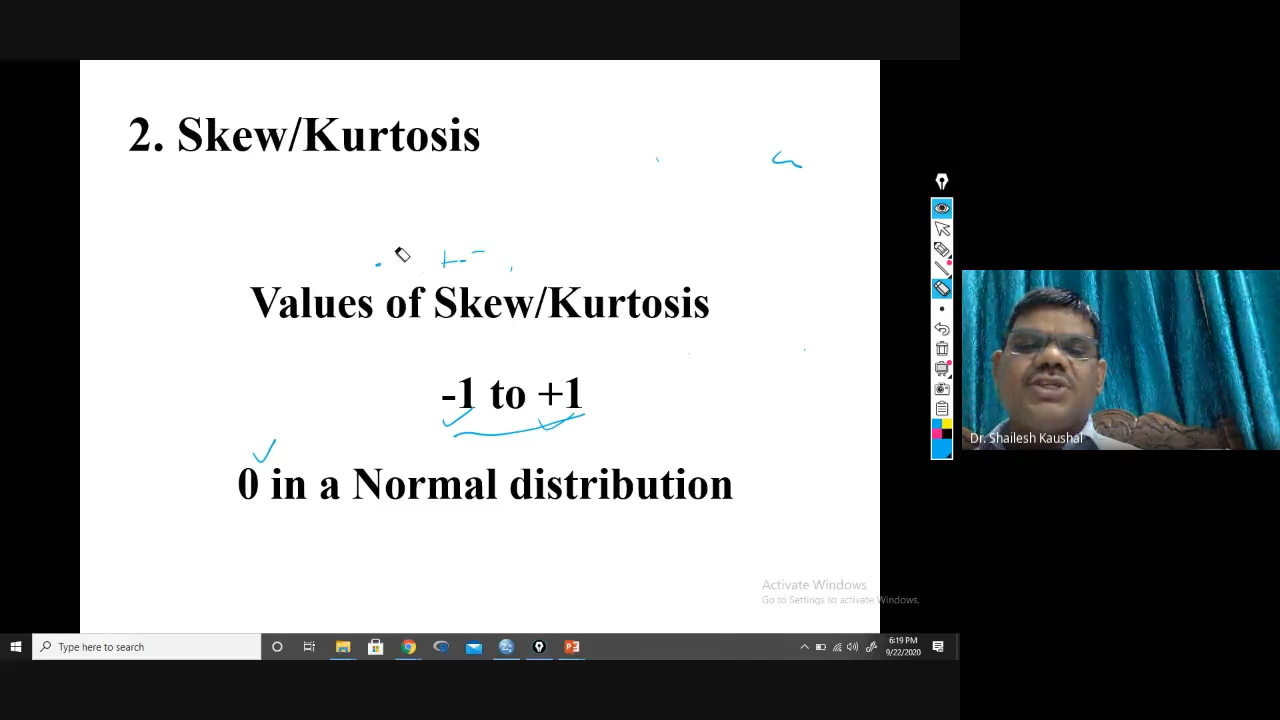 2. Skew/Kurtosis
Values of Skew/Kurtosis
-1 to +1
0 in a Normal distribution
Activate Windows
Go to Settings to activate Windows.
Dr. Shailesh Kaushal
Type here to search
6:19 PM
9/22/2020